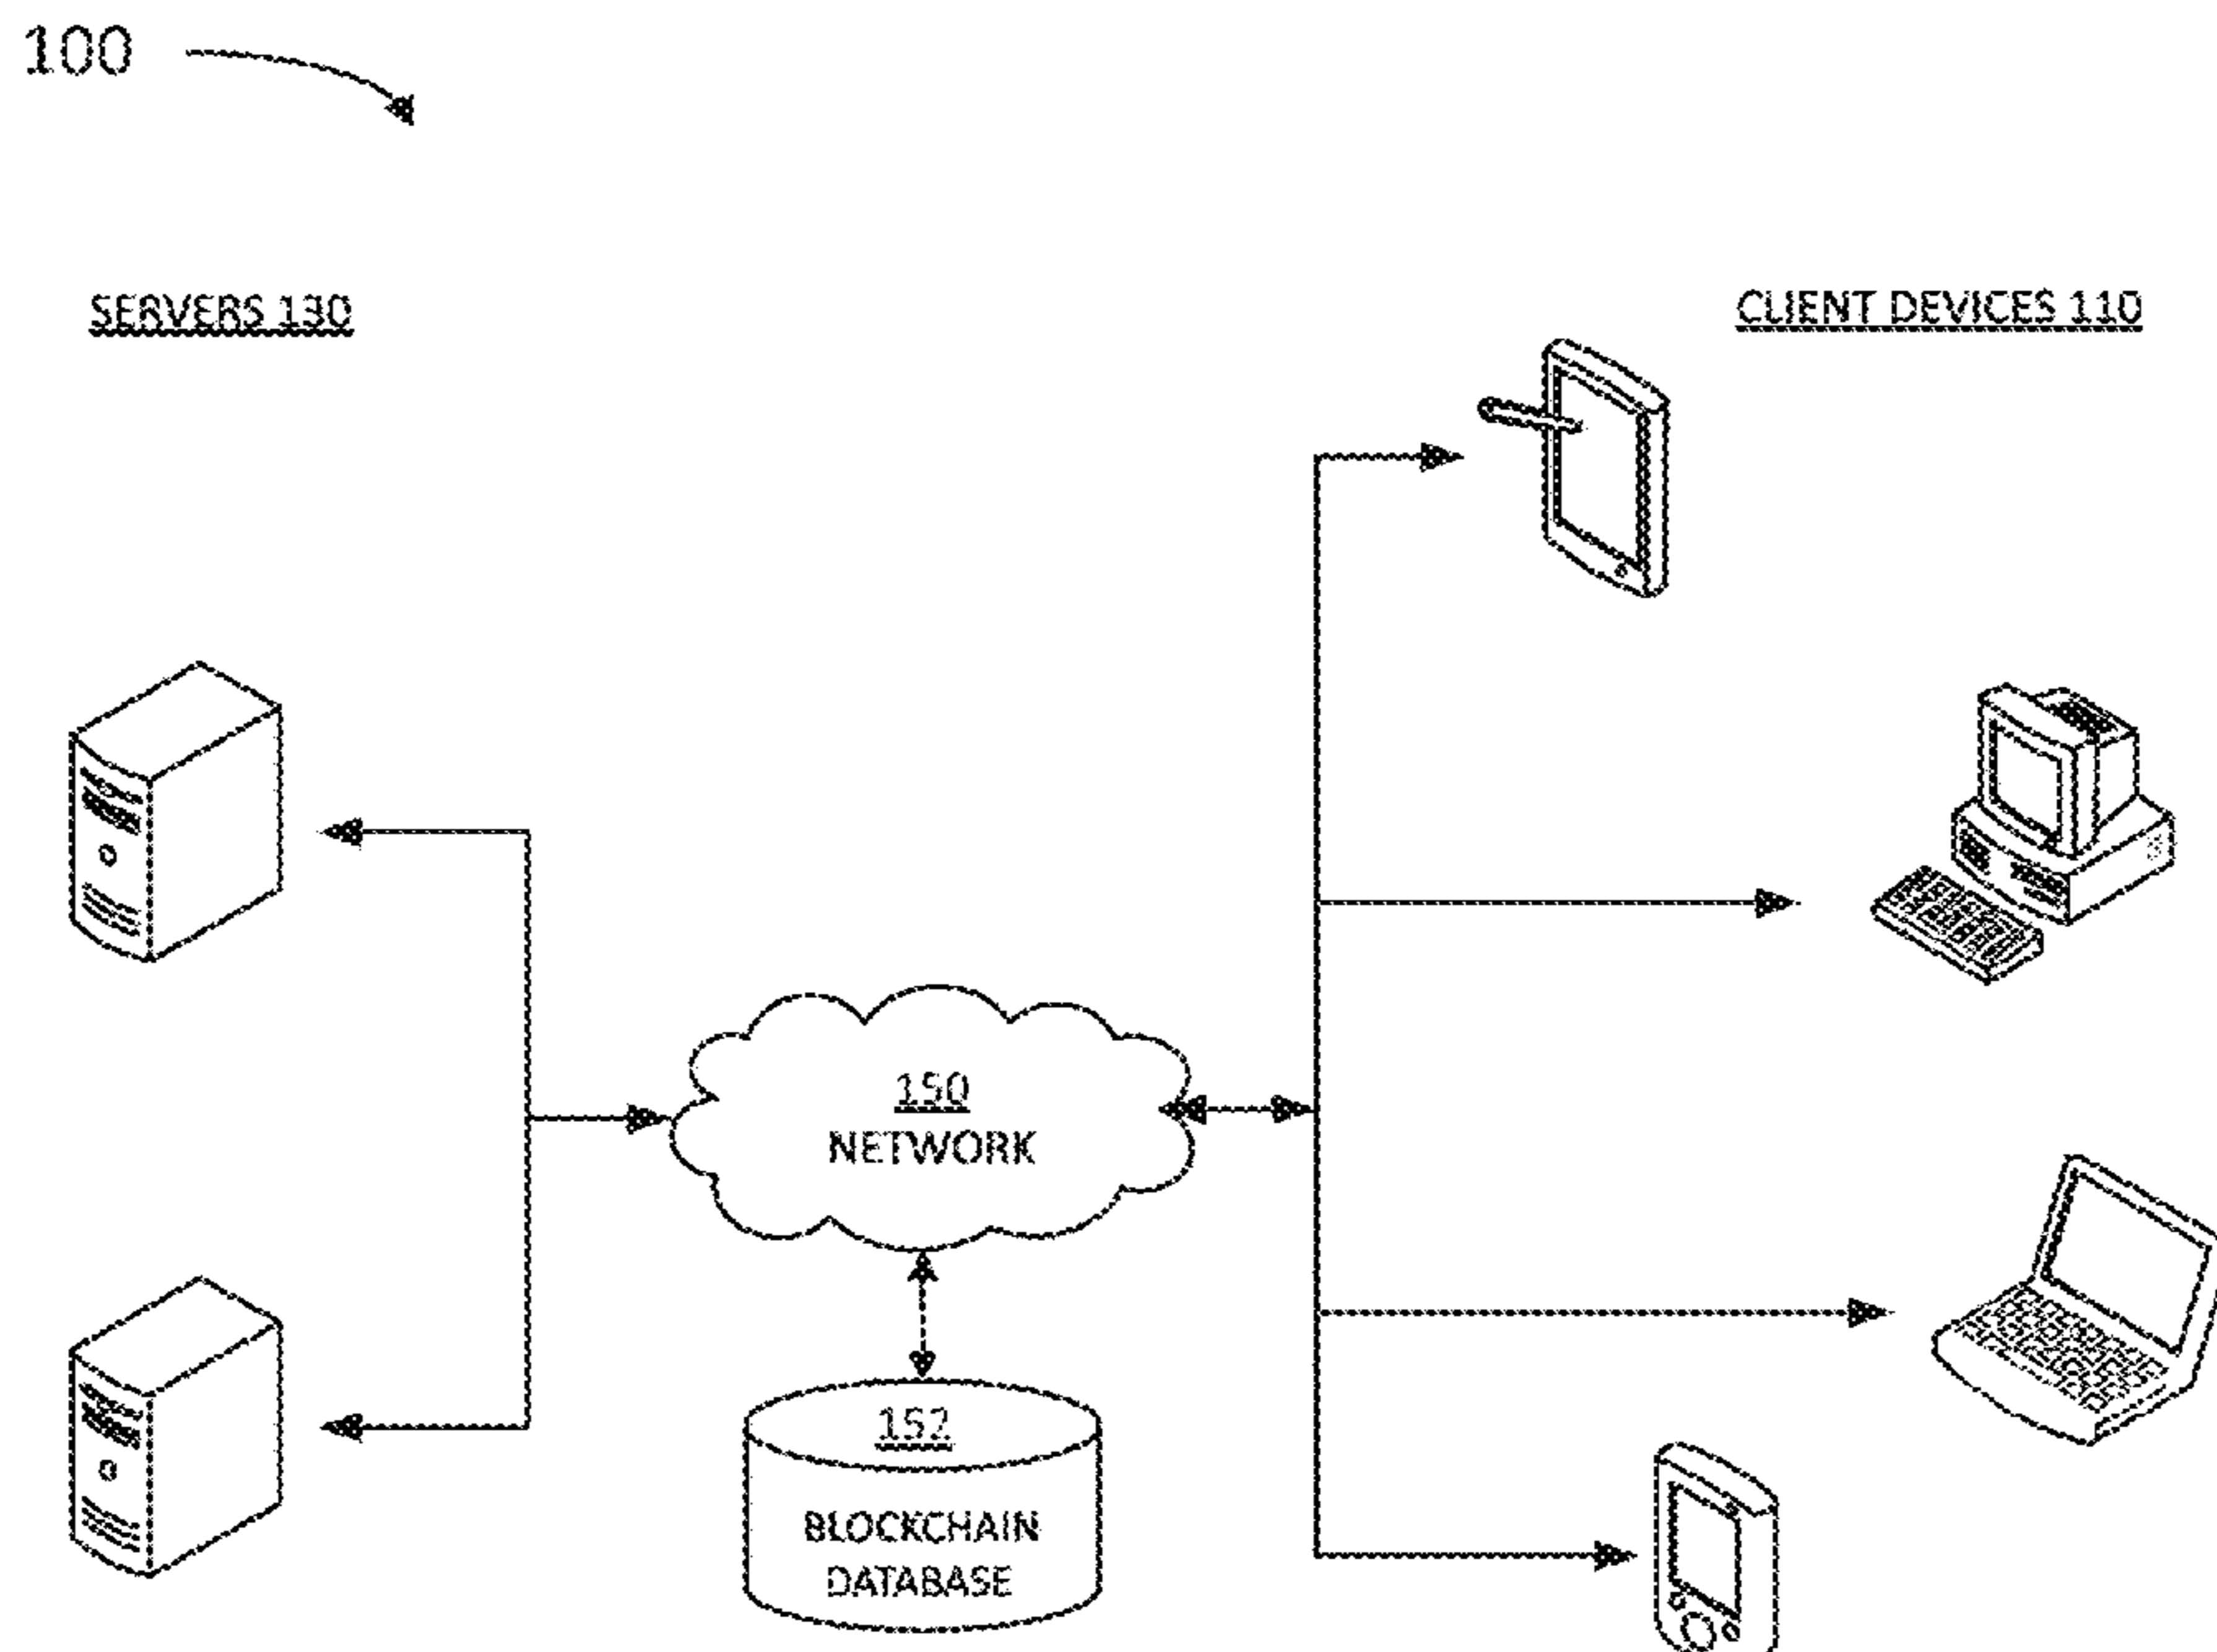 100
SERVERS 130
CLIENT DEVICES 110
150
NETWORK
152
BLOCKCHAIN
DATABASE